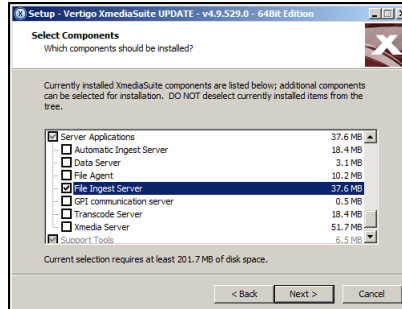 Setup - Vertigo XmediaSuite UPDATE - v4.9.529.0 - 64Bit Edition
Select Components
Which components should be installed?
Currently installed XmediaSuite components are listed below; additional components
can be selected for installation. DO NOT deselect currently installed items from the
tree.
Server Applications 37.6 MB
Automatic Ingest Server 18.4 MB
Data Server 3.1 MB
File Agent 10.2 MB
File Ingest Server 37.6 MB
GPI communication server 0.5 MB
Transcode Server 18.4 MB
Xmedia Server 51.7 MB
Support Tools 6.5 MB
Current selection requires at least 201.7 MB of disk space.
< Back Next > Cancel